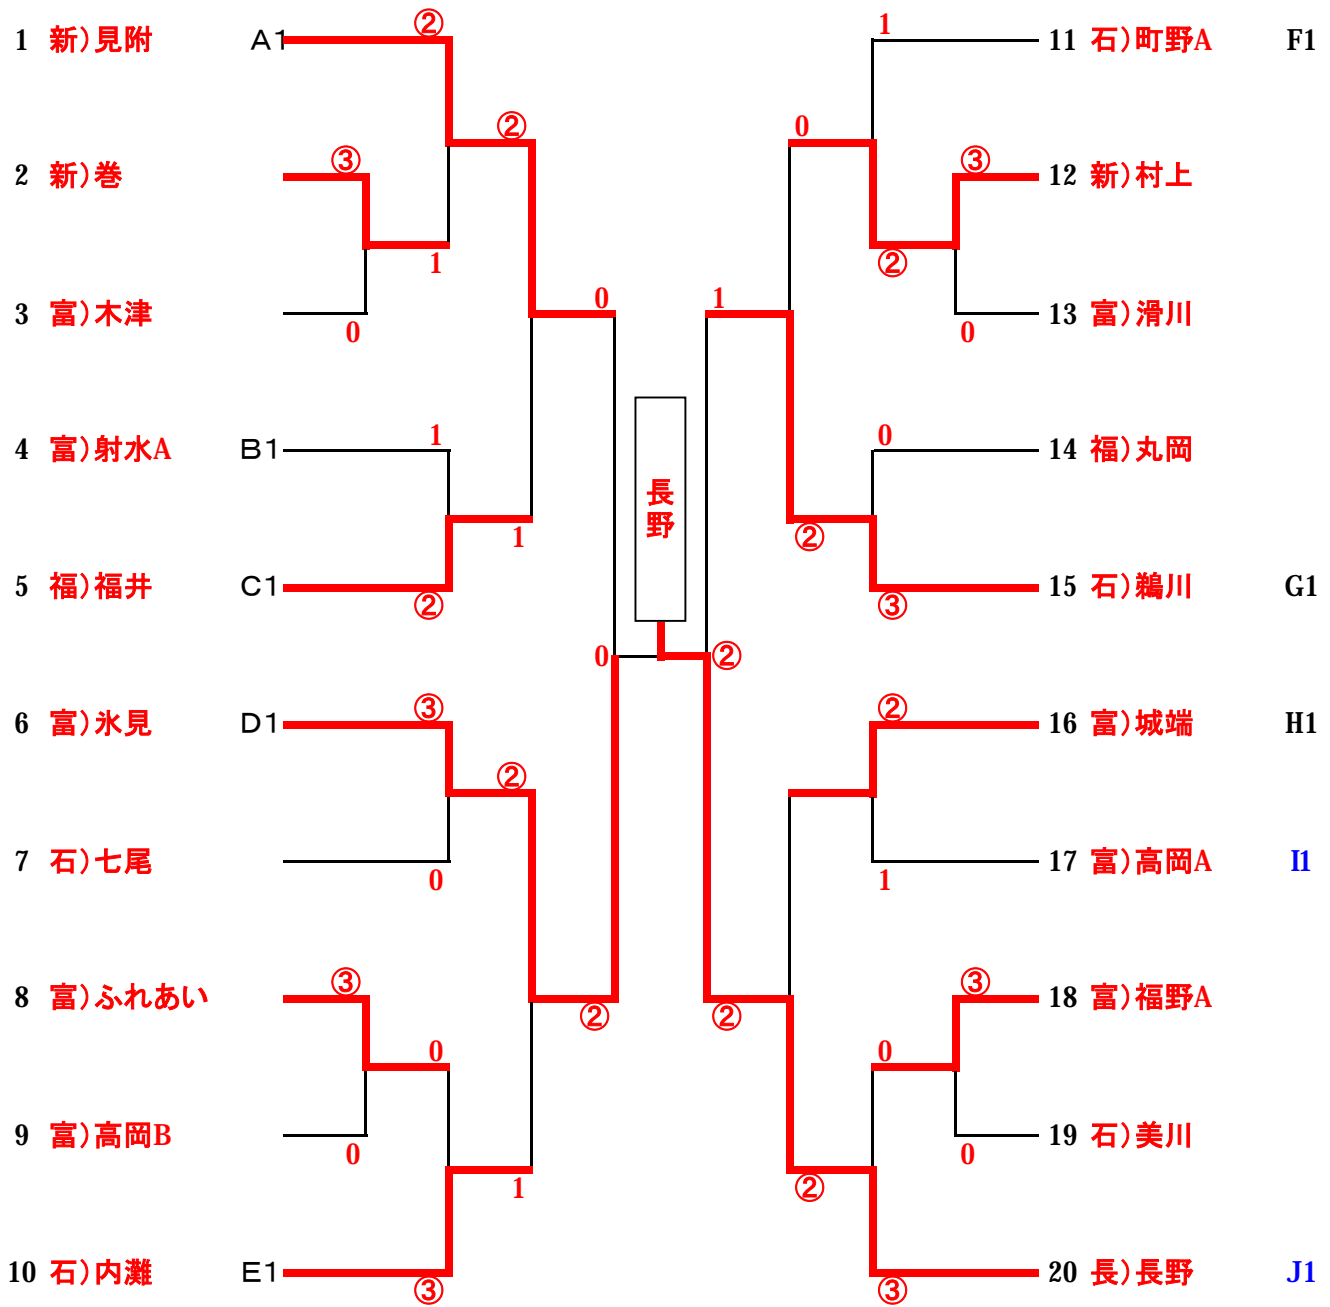 1 新）見附 A1 ②
2 新）巻 ③
②
1
3 富）木津 0
0
4 富）射水A B1 1
1
5 福）福井 C1 ②
0
6 富）氷見 D1 ③
②
7 石）七尾 0
8 富）ふれあい ③
②
0
9 富）高岡B 0
1
10 石）内灘 E1 ③
長野
1 11 石）町野A F1
0
③ 12 新）村上
②
1
0 13 富）滑川
0 14 福）丸岡
②
③ 15 石）鵜川 G1
②
② 16 富）城端 H1
1 17 富）高岡A I1
③ 18 富）福野A
②
0
0 19 石）美川
②
③ 20 長）長野 J1